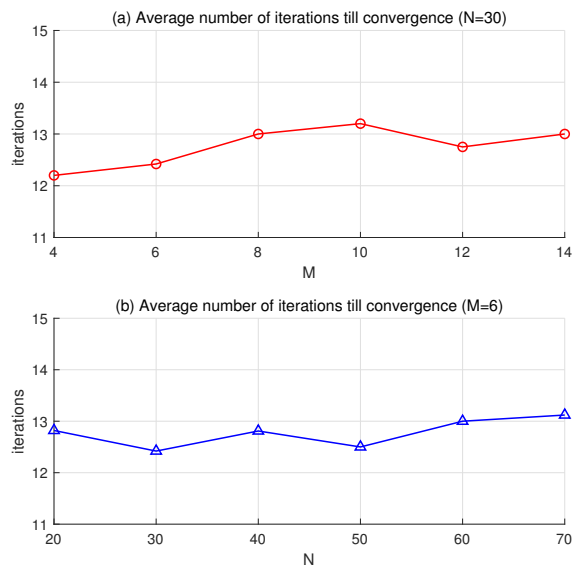 (a) Average number of iterations till convergence (N=30)
15
14
13
12
11
iterations
4 6 8 10 12 14
M
(b) Average number of iterations till convergence (M=6)
15
14
13
12
11
iterations
20 30 40 50 60 70
N